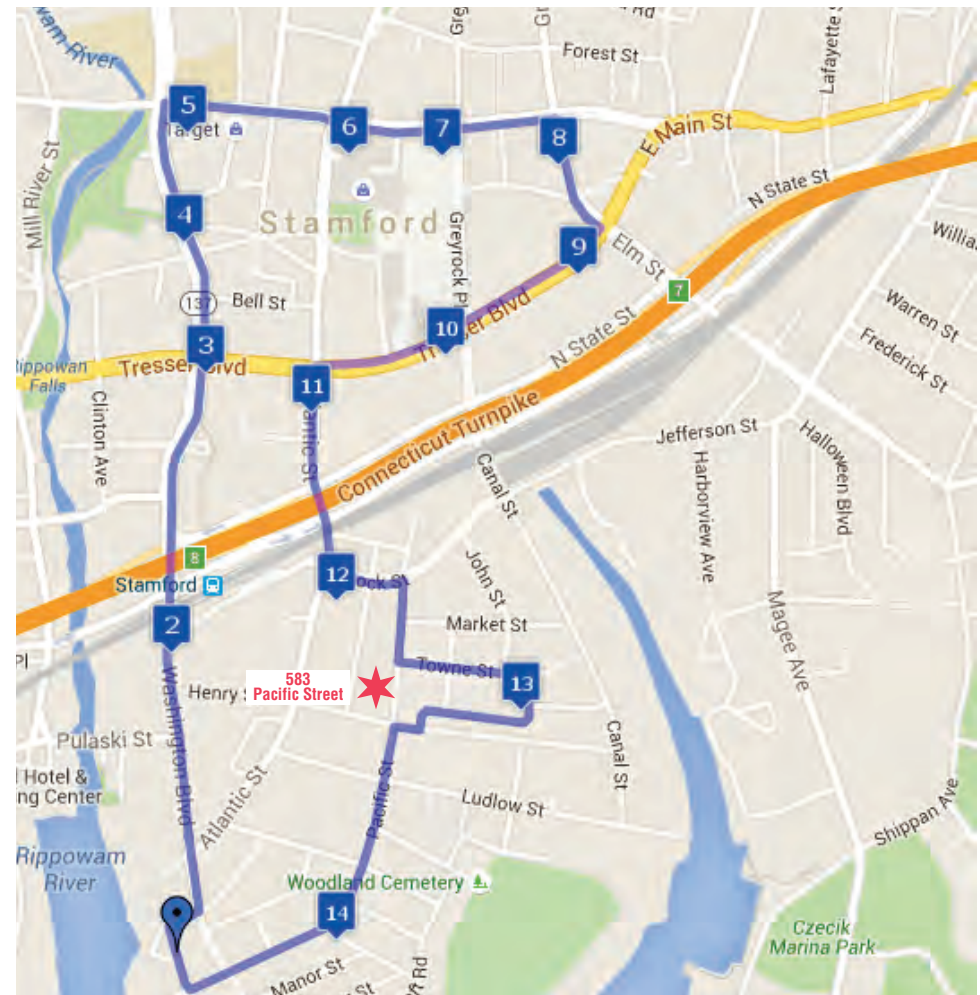 Rd
Forest St
Lafayette S
5
6
7
8
Target
E Main St
Mill River St
N State St
4
Stamford
Greyrock Pl
9
Elm St
7
137
Bell St
10
3
Tresser Blvd
Blvd
N State St
Warren St
Frederick St
11
Falls
Clinton Ave
Connecticut Turnpike
Jefferson St
Halloween Blvd
Harborview Ave
Canal St
8
Stamford
12
John St
Market St
Magee Ave
2
Pl
Towne St
13
583
Pacific Street
Henry
Washington Blvd
Pulaski St
Canal St
Hotel &
ng Center
Atlantic St
Pacific St
Ludlow St
Shippan Ave
Rippowam
River
Woodland Cemetery
14
Czecik
Marina Park
Manor St
St
Rd